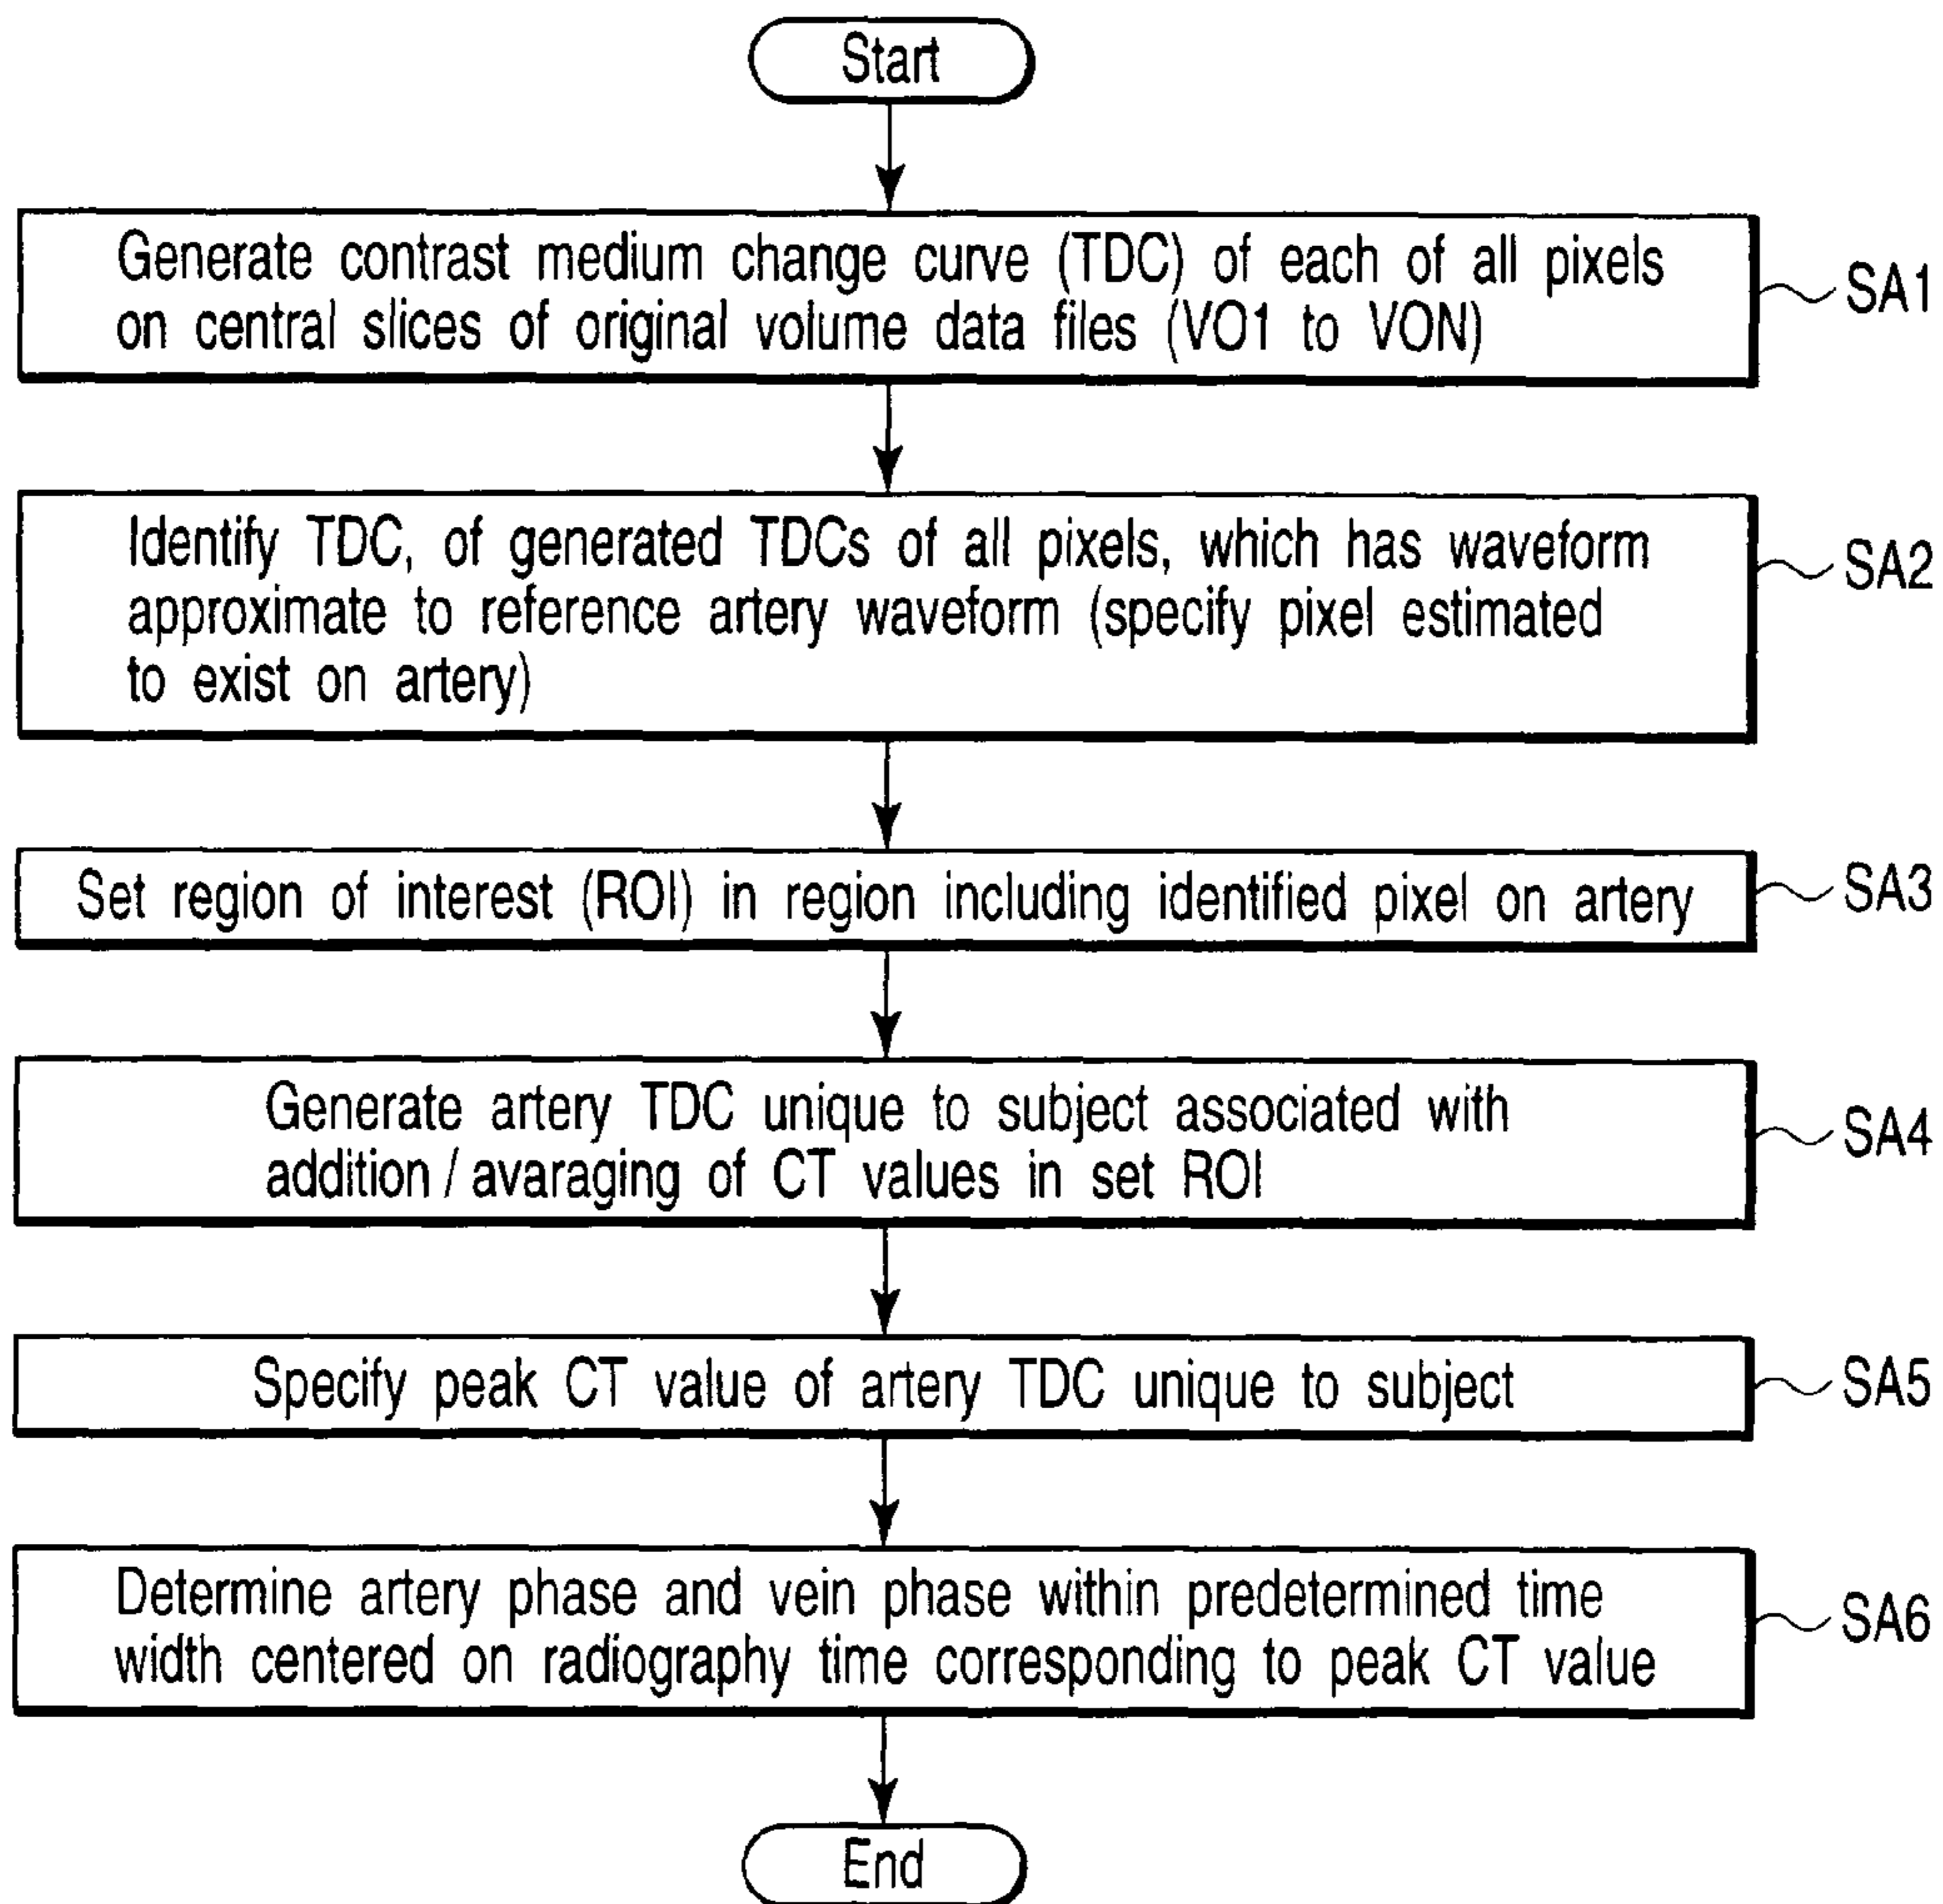 Start
Generate contrast medium change curve (TDC) of each of all pixels
on central slices of original volume data files (VO1 to VON)
SA1
Identify TDC, of generated TDCs of all pixels, which has waveform
approximate to reference artery waveform (specify pixel estimated
to exist on artery)
SA2
Set region of interest (ROI) in region including identified pixel on artery
SA3
Generate artery TDC unique to subject associated with
addition / avaraging of CT values in set ROI
SA4
Specify peak CT value of artery TDC unique to subject
SA5
Determine artery phase and vein phase within predetermined time
width centered on radiography time corresponding to peak CT value
SA6
End